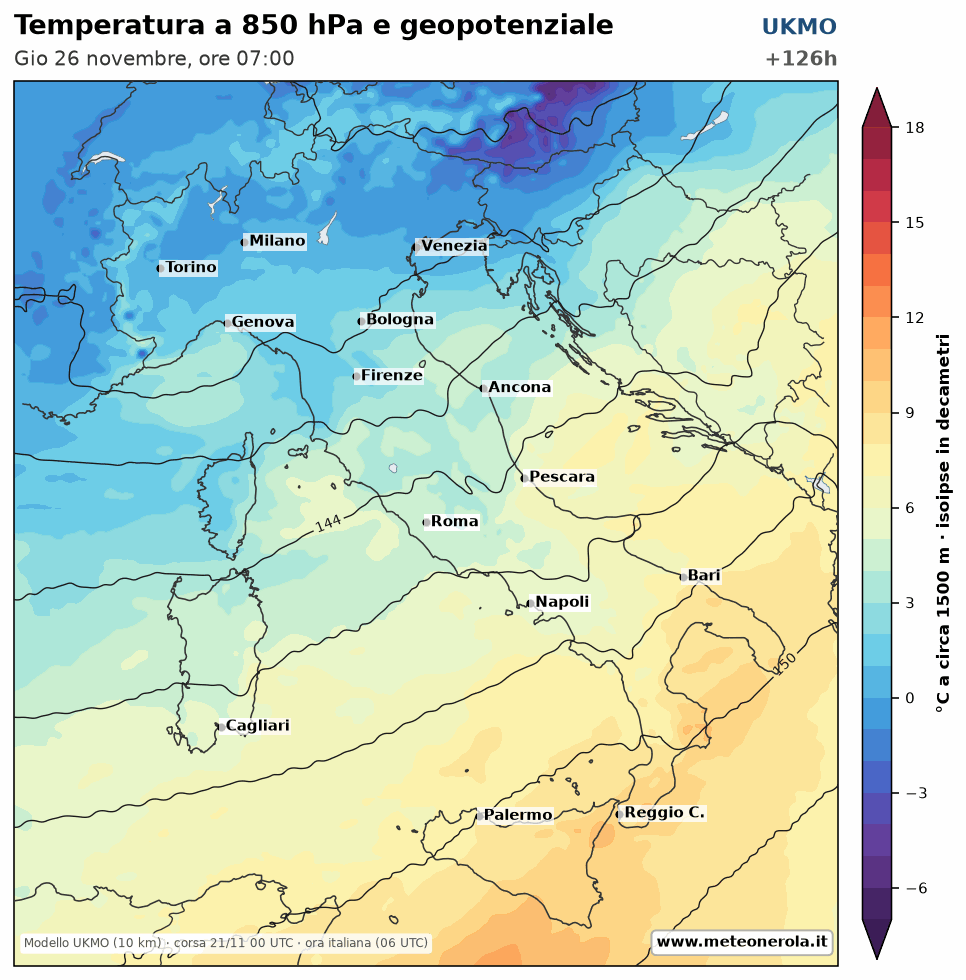 Temperatura a 850 hPa e geopotenziale
UKMO
Gio 26 novembre, ore 07:00
+126h
Milano
Venezia
Torino
Genova
Bologna
Firenze
Ancona
Pescara
144
Roma
Bari
Napoli
150
Cagliari
Palermo
Reggio C.
18
15
12
9
6
3
0
−3
−6
°C a circa 1500 m · isoipse in decametri
Modello UKMO (10 km) · corsa 21/11 00 UTC · ora italiana (06 UTC)
www.meteonerola.it